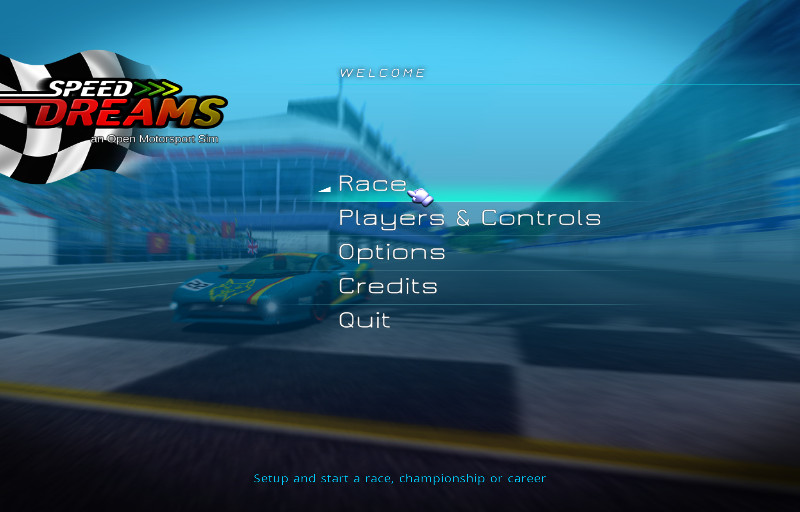 WELCOME
SPEED
DREAMS
an Open Motorsport Sim
Race
Players & Controls
Options
Credits
Quit
Setup and start a race, championship or career